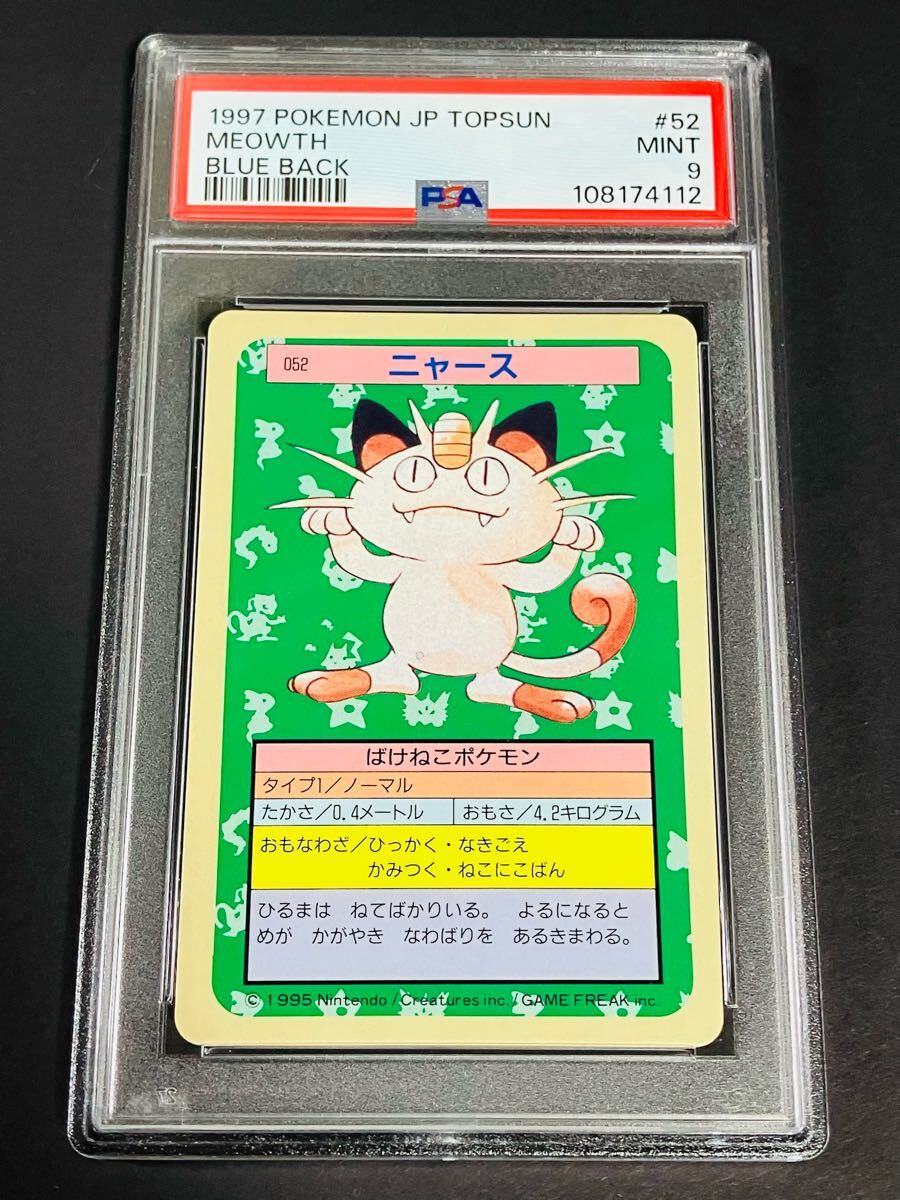 1997 POKEMON JP TOPSUN #52
MEOWTH MINT
BLUE BACK 9
PSA 108174112
052 ニャース
ばけねこポケモン
タイプ1/ノーマル
たかさ/0.4メートル おもさ/4.2キログラム
おもなわざ/ひっかく・なきごえ
かみつく・ねこにこばん
ひるまは ねてばかりいる。 よるになると
めが かがやき なわばりを あるきまわる。
© 1995 Nintendo / Creatures inc. / GAME FREAK inc.